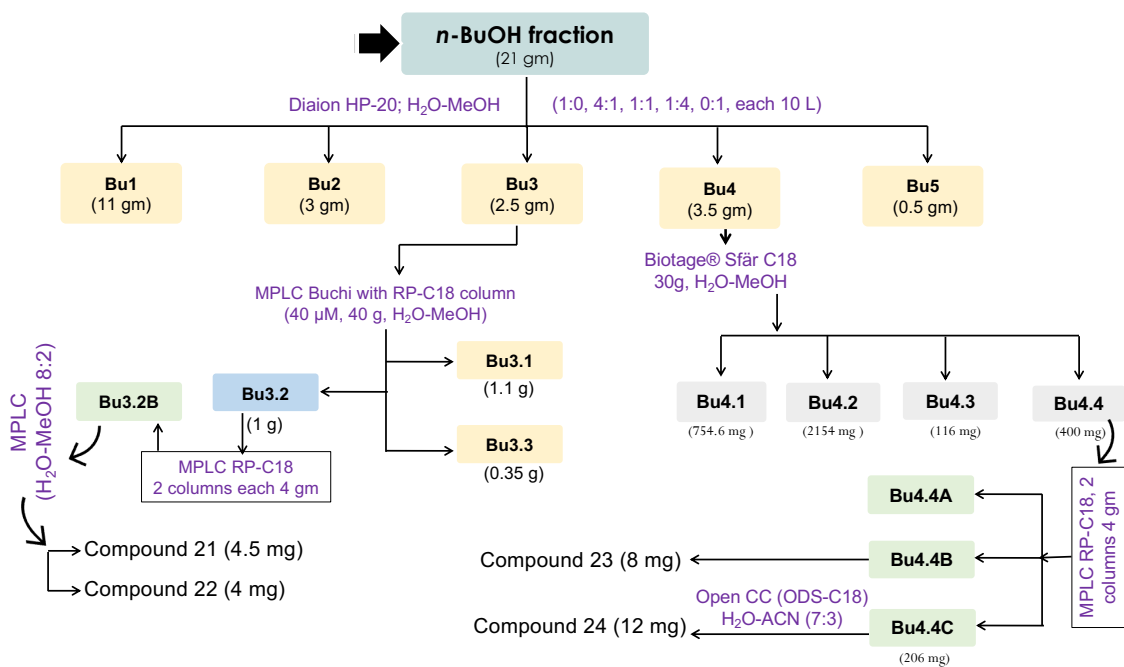 n-BuOH fraction
(21 gm)
Diaion HP-20; H₂O-MeOH (1:0, 4:1, 1:1, 1:4, 0:1, each 10 L)
Bu1
(11 gm)
Bu2
(3 gm)
Bu3
(2.5 gm)
Bu4
(3.5 gm)
Bu5
(0.5 gm)
MPLC Buchi with RP-C18 column
(40 µM, 40 g, H₂O-MeOH)
Biotage® Sfär C18
30g, H₂O-MeOH
Bu3.1
(1.1 g)
Bu3.2
(1 g)
Bu3.3
(0.35 g)
MPLC RP-C18
2 columns each 4 gm
Bu3.2B
MPLC
(H₂O-MeOH 8:2)
Compound 21 (4.5 mg)
Compound 22 (4 mg)
Bu4.1
(754.6 mg )
Bu4.2
(2154 mg )
Bu4.3
(116 mg)
Bu4.4
(400 mg)
MPLC RP-C18, 2
columns 4 gm
Bu4.4A
Bu4.4B
Compound 23 (8 mg)
Bu4.4C
(206 mg)
Open CC (ODS-C18)
H₂O-ACN (7:3)
Compound 24 (12 mg)